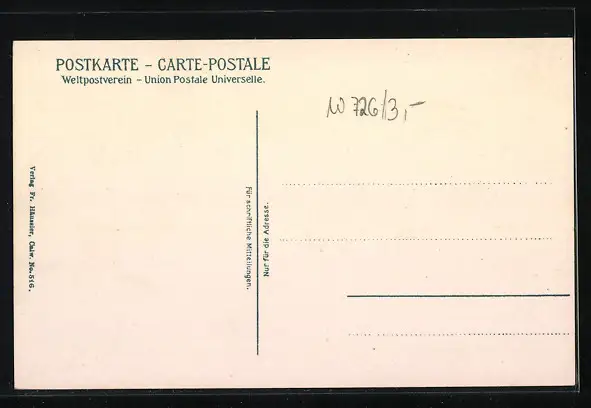 POSTKARTE – CARTE-POSTALE
Weltpostverein – Union Postale Universelle.
W 726/3,-
Verlag Fr. Häussler, Calw. No. 516.
Für schriftliche Mitteilungen.
Nur für die Adresse.